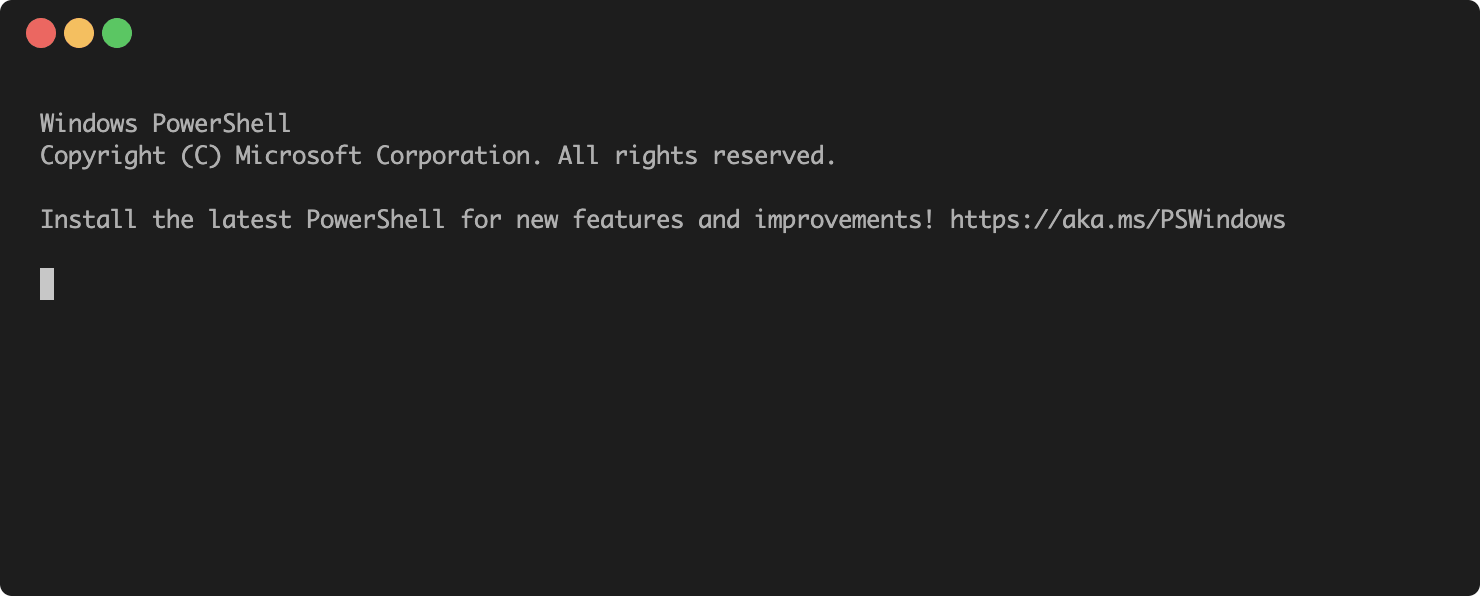 Windows PowerShell
Copyright (C) Microsoft Corporation. All rights reserved.
Install the latest PowerShell for new features and improvements! https://aka.ms/PSWindows